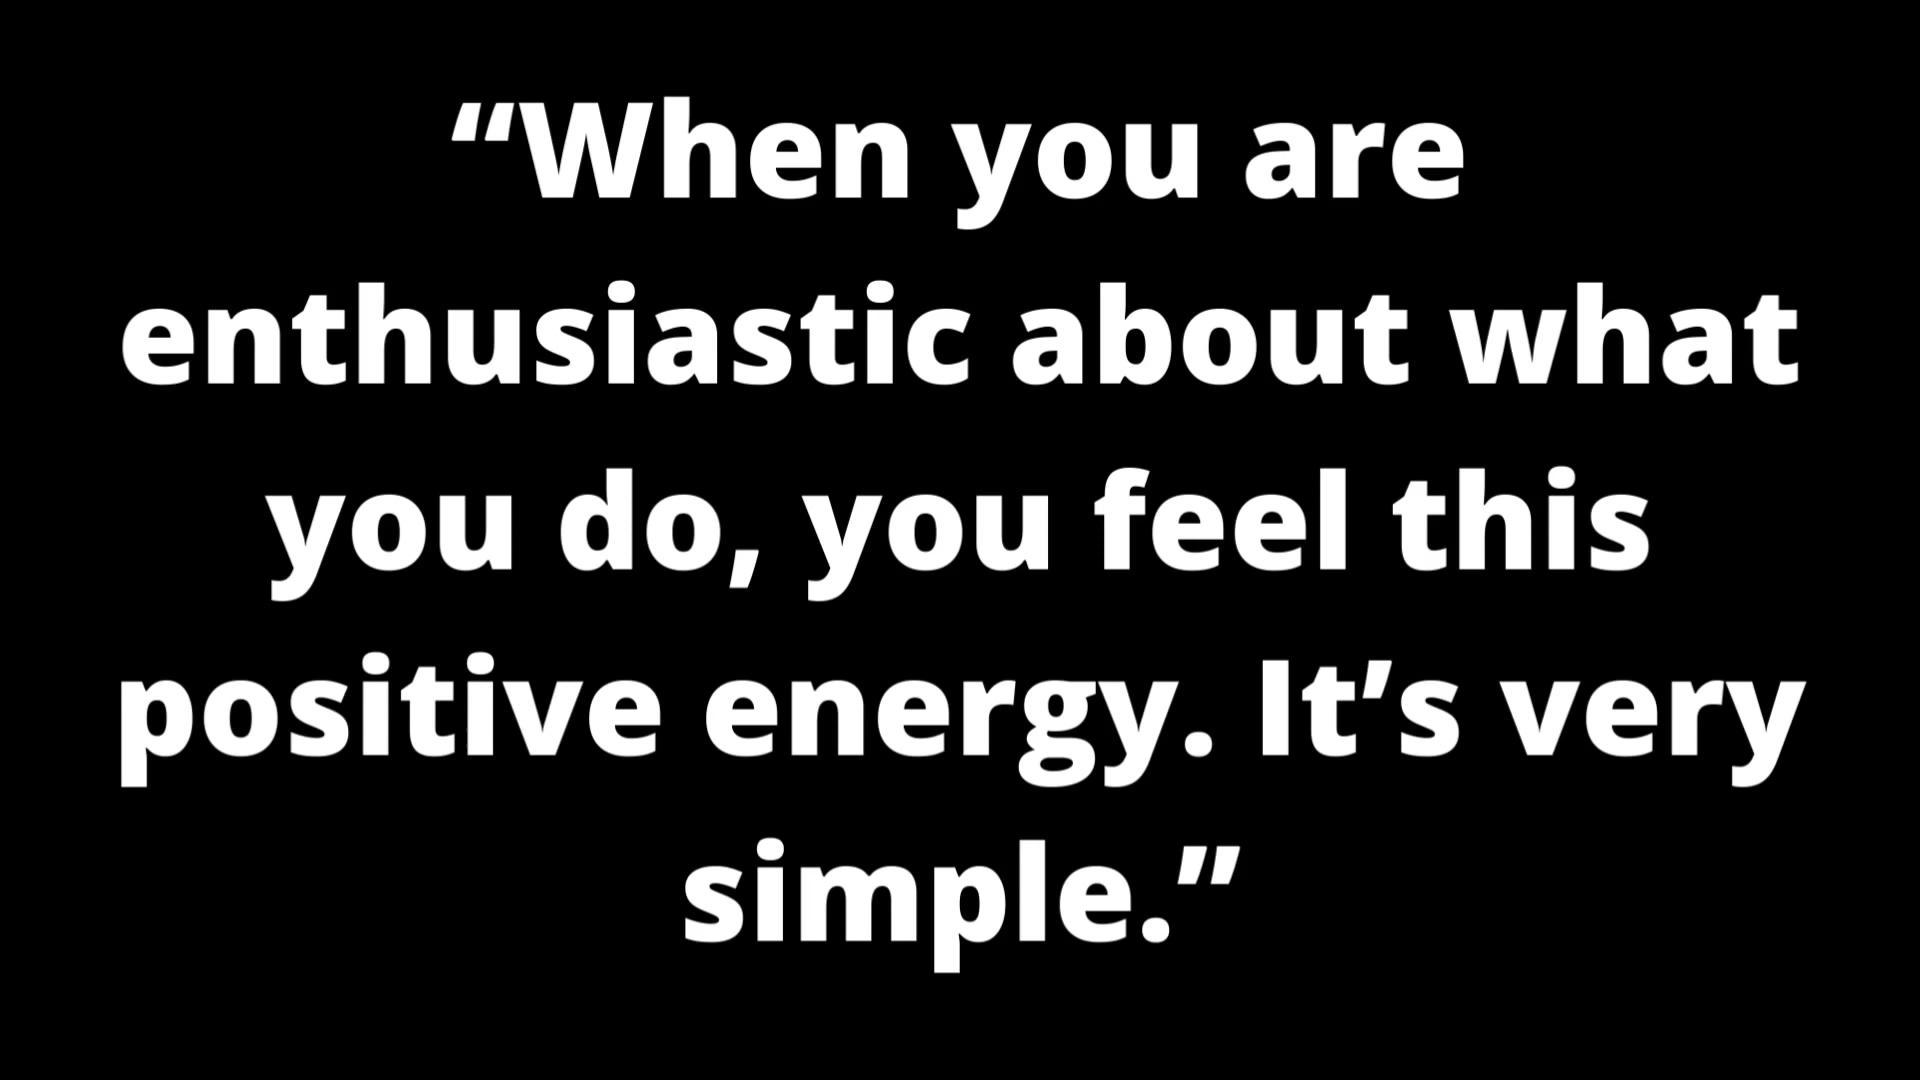 “When you are
enthusiastic about what
you do, you feel this
positive energy. It’s very
simple.”